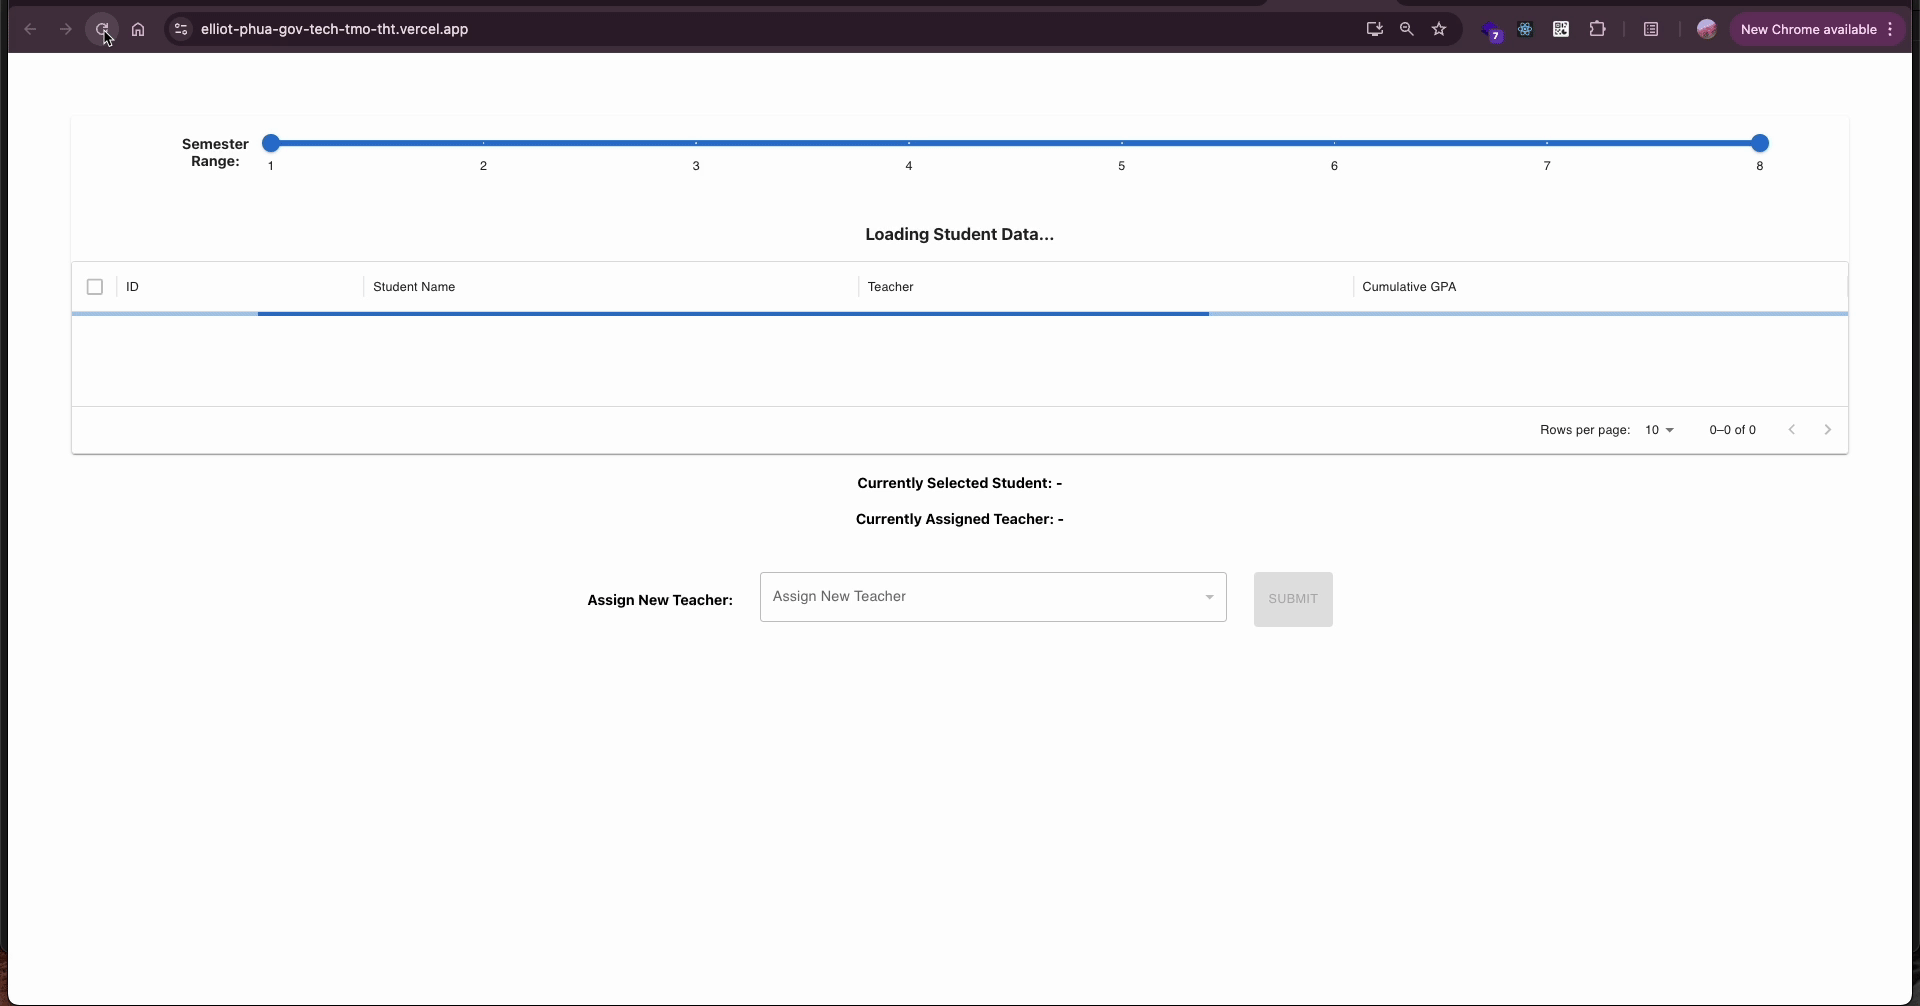 elliot-phua-gov-tech-tmo-tht.vercel.app
7
New Chrome available
Semester
Range:
1 2 3 4 5 6 7 8
Loading Student Data...
ID Student Name Teacher Cumulative GPA
Rows per page: 10 0–0 of 0
Currently Selected Student: -
Currently Assigned Teacher: -
Assign New Teacher: Assign New Teacher SUBMIT